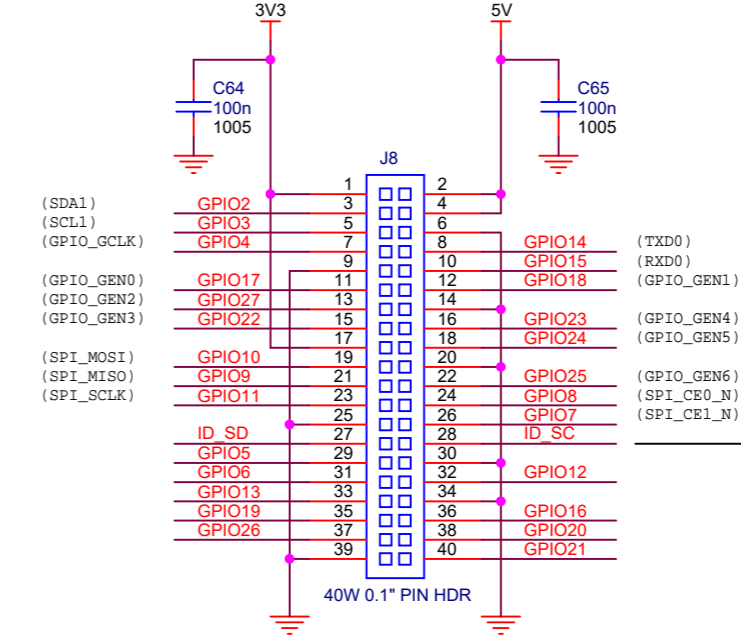 3V3 5V
C64 C65
100n 100n
1005 1005
J8
1 2
(SDA1) GPIO2 3 4
(SCL1) GPIO3 5 6
(GPIO_GCLK) GPIO4 7 8 GPIO14 (TXD0)
9 10 GPIO15 (RXD0)
(GPIO_GEN0) GPIO17 11 12 GPIO18 (GPIO_GEN1)
(GPIO_GEN2) GPIO27 13 14
(GPIO_GEN3) GPIO22 15 16 GPIO23 (GPIO_GEN4)
17 18 GPIO24 (GPIO_GEN5)
(SPI_MOSI) GPIO10 19 20
(SPI_MISO) GPIO9 21 22 GPIO25 (GPIO_GEN6)
(SPI_SCLK) GPIO11 23 24 GPIO8 (SPI_CE0_N)
25 26 GPIO7 (SPI_CE1_N)
ID_SD 27 28 ID_SC
GPIO5 29 30
GPIO6 31 32 GPIO12
GPIO13 33 34
GPIO19 35 36 GPIO16
GPIO26 37 38 GPIO20
39 40 GPIO21
40W 0.1" PIN HDR